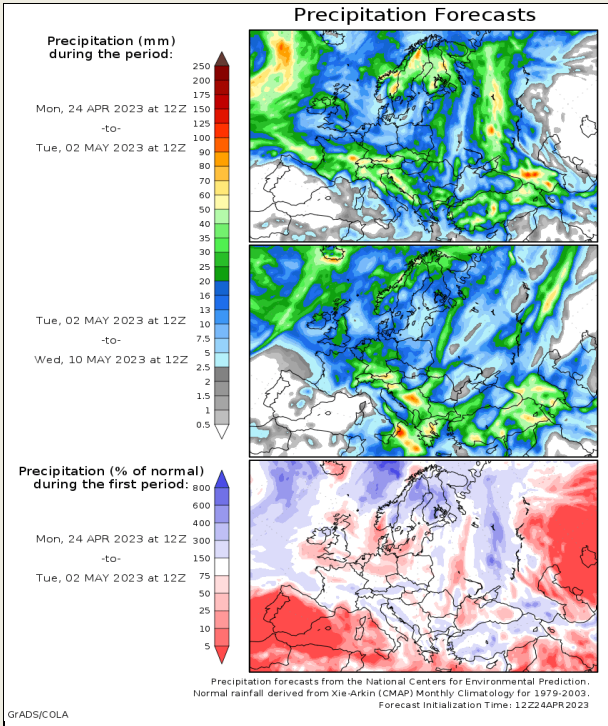 Precipitation Forecasts
Precipitation (mm)
during the period:
Mon, 24 APR 2023 at 12Z
-to-
Tue, 02 MAY 2023 at 12Z
250
200
175
150
125
100
90
80
70
60
50
40
35
30
25
20
16
13
10
7.5
5
2.5
2
1.5
1
0.5
Tue, 02 MAY 2023 at 12Z
-to-
Wed, 10 MAY 2023 at 12Z
Precipitation (% of normal)
during the first period:
Mon, 24 APR 2023 at 12Z
-to-
Tue, 02 MAY 2023 at 12Z
800
600
400
300
150
75
50
25
10
5
Precipitation forecasts from the National Centers for Environmental Prediction.
Normal rainfall derived from Xie-Arkin (CMAP) Monthly Climatology for 1979-2003.
Forecast Initialization Time: 12Z24APR2023
GrADS/COLA